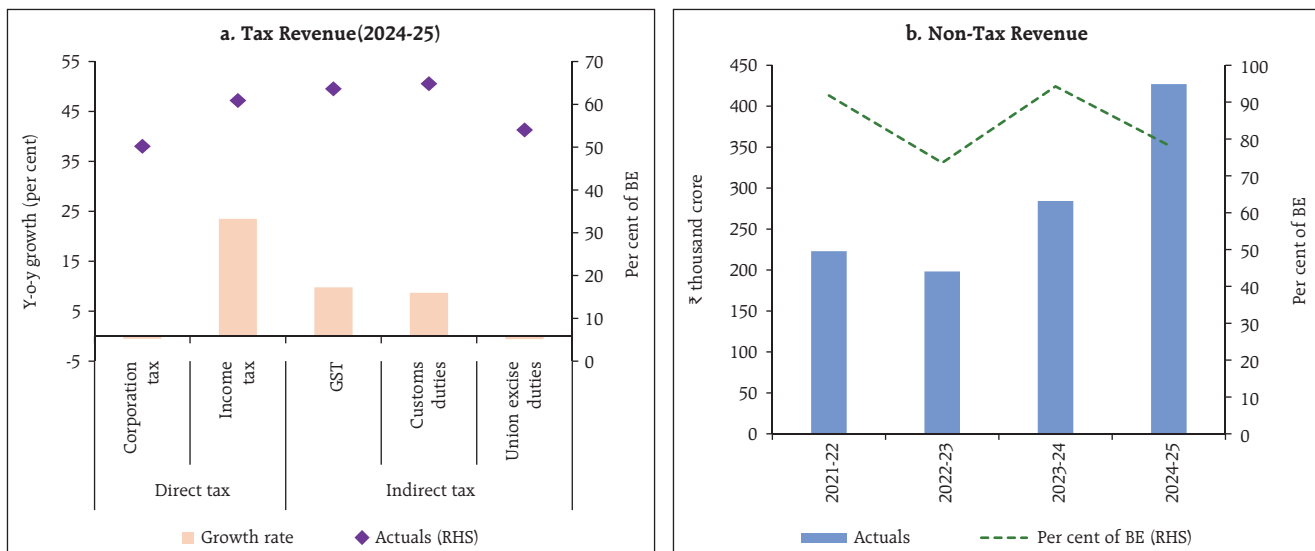 a. Tax Revenue(2024-25)
Y-o-y growth (per cent)
55
45
35
25
15
5
-5
Per cent of BE
70
60
50
40
30
20
10
0
Corporation
tax
Income
tax
GST
Customs
duties
Union excise
duties
Direct tax
Indirect tax
Growth rate
Actuals (RHS)
b. Non-Tax Revenue
₹ thousand crore
450
400
350
300
250
200
150
100
50
0
Per cent of BE
100
90
80
70
60
50
40
30
20
10
0
2021-22
2022-23
2023-24
2024-25
Actuals
Per cent of BE (RHS)